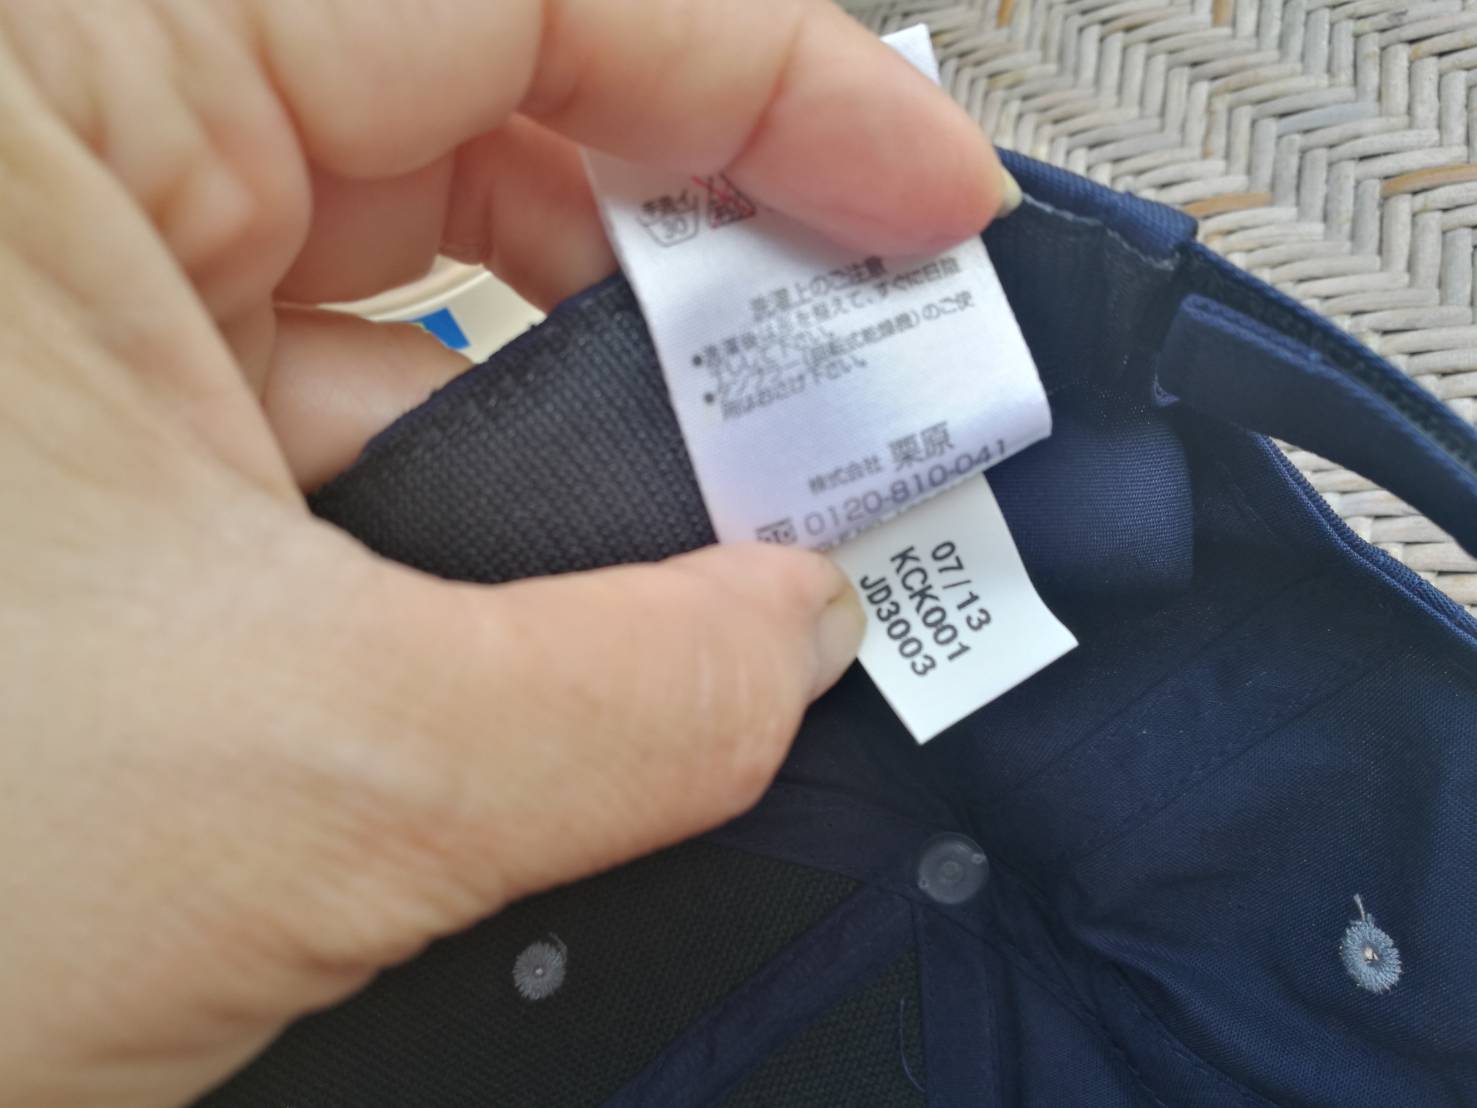 手洗イ
30
洗濯上のご注意
•洗濯後は形を整えて、すぐに日陰
干しして下さい。
•タンブラー(回転式乾燥機)のご使
用はおさけ下さい。
株式会社 栗原
0120-810-041
07/13
KCK001
JD3003